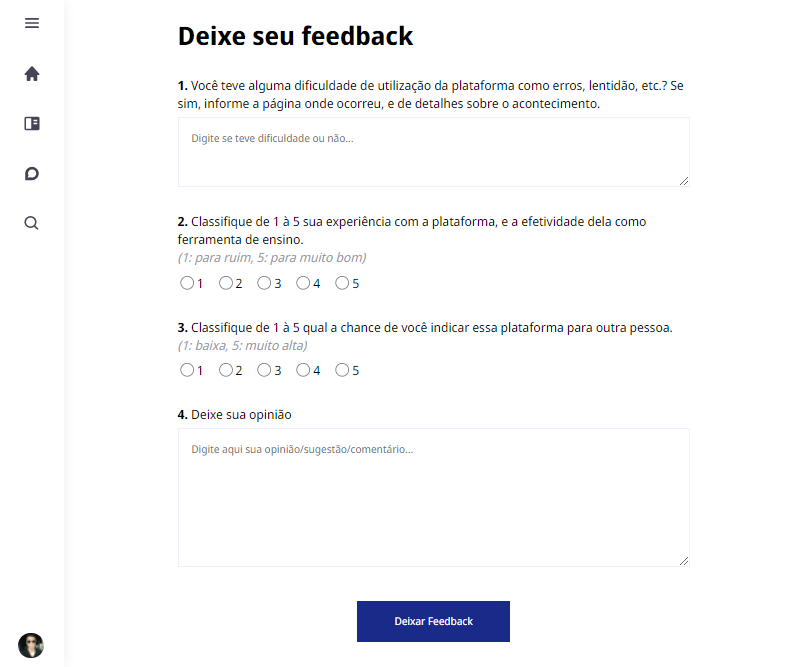 Deixe seu feedback
1. Você teve alguma dificuldade de utilização da plataforma como erros, lentidão, etc.? Se
sim, informe a página onde ocorreu, e de detalhes sobre o acontecimento.
Digite se teve dificuldade ou não...
2. Classifique de 1 à 5 sua experiência com a plataforma, e a efetividade dela como
ferramenta de ensino.
(1: para ruim, 5: para muito bom)
1 2 3 4 5
3. Classifique de 1 à 5 qual a chance de você indicar essa plataforma para outra pessoa.
(1: baixa, 5: muito alta)
1 2 3 4 5
4. Deixe sua opinião
Digite aqui sua opinião/sugestão/comentário...
Deixar Feedback